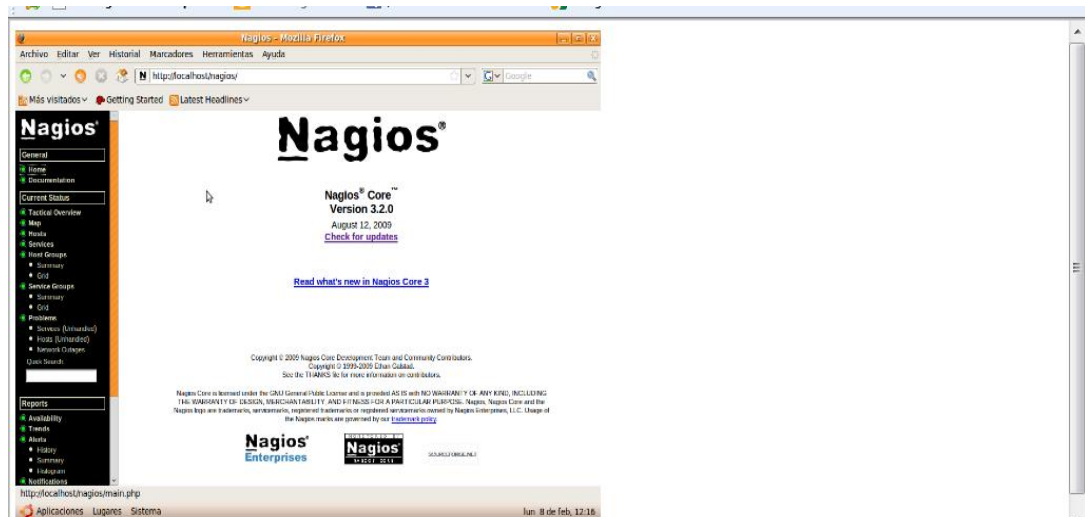 Nagios - Mozilla Firefox
Archivo Editar Ver Historial Marcadores Herramientas Ayuda
N http://localhost/nagios/
G Google
Más visitados Getting Started Latest Headlines
Nagios®
General
Home
Documentation
Current Status
Tactical Overview
Map
Hosts
Services
Host Groups
Summary
Grid
Service Groups
Summary
Grid
Problems
Services (Unhandled)
Hosts (Unhandled)
Network Outages
Quick Search:
Reports
Availability
Trends
Alerts
History
Summary
Histogram
Notifications
Nagios®
Nagios® Core™
Version 3.2.0
August 12, 2009
Check for updates
Read what's new in Nagios Core 3
Copyright © 2009 Nagios Core Development Team and Community Contributors.
Copyright © 1999-2009 Ethan Galstad.
See the THANKS file for more information on contributors.
Nagios Core is licensed under the GNU General Public License and is provided AS IS with NO WARRANTY OF ANY KIND, INCLUDING
THE WARRANTY OF DESIGN, MERCHANTABILITY, AND FITNESS FOR A PARTICULAR PURPOSE. Nagios, Nagios Core and the
Nagios logo are trademarks, servicemarks, registered trademarks or registered servicemarks owned by Nagios Enterprises, LLC. Usage of
the Nagios marks are governed by our trademark policy.
Nagios®
Enterprises
MONITORED BY
Nagios®
SOURCEFORGE.NET
http://localhost/nagios/main.php
Aplicaciones Lugares Sistema
lun 8 de feb, 12:16